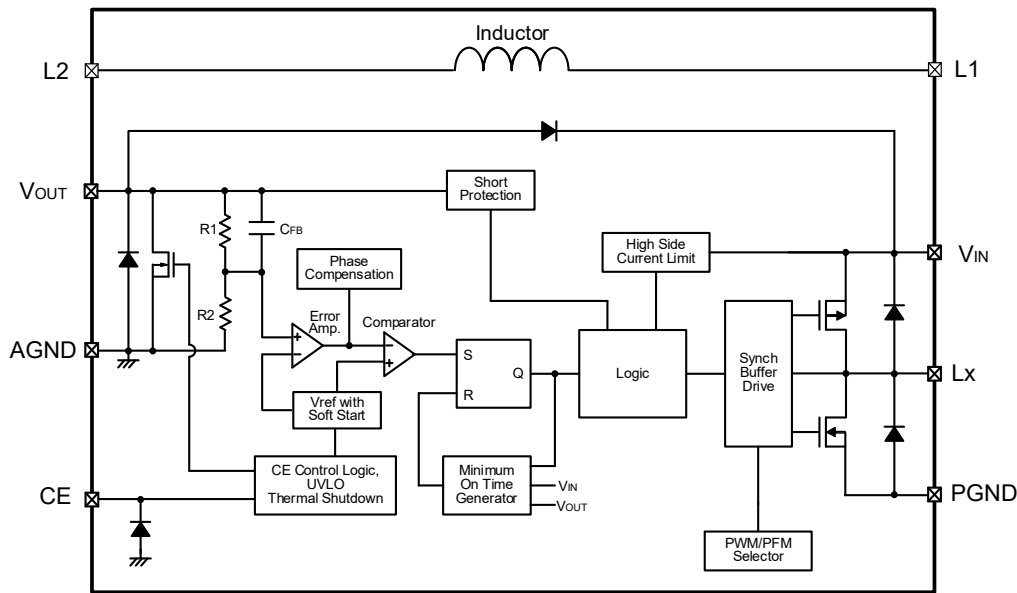 Inductor
L2
L1
VOUT
Short
Protection
R1
CFB
High Side
Current Limit
VIN
Phase
Compensation
R2
Error
Amp.
Comparator
AGND
+
−
−
+
S
Q
R
Logic
Synch
Buffer
Drive
Lx
Vref with
Soft Start
CE Control Logic,
UVLO
Thermal Shutdown
Minimum
On Time
Generator
VIN
VOUT
CE
PGND
PWM/PFM
Selector